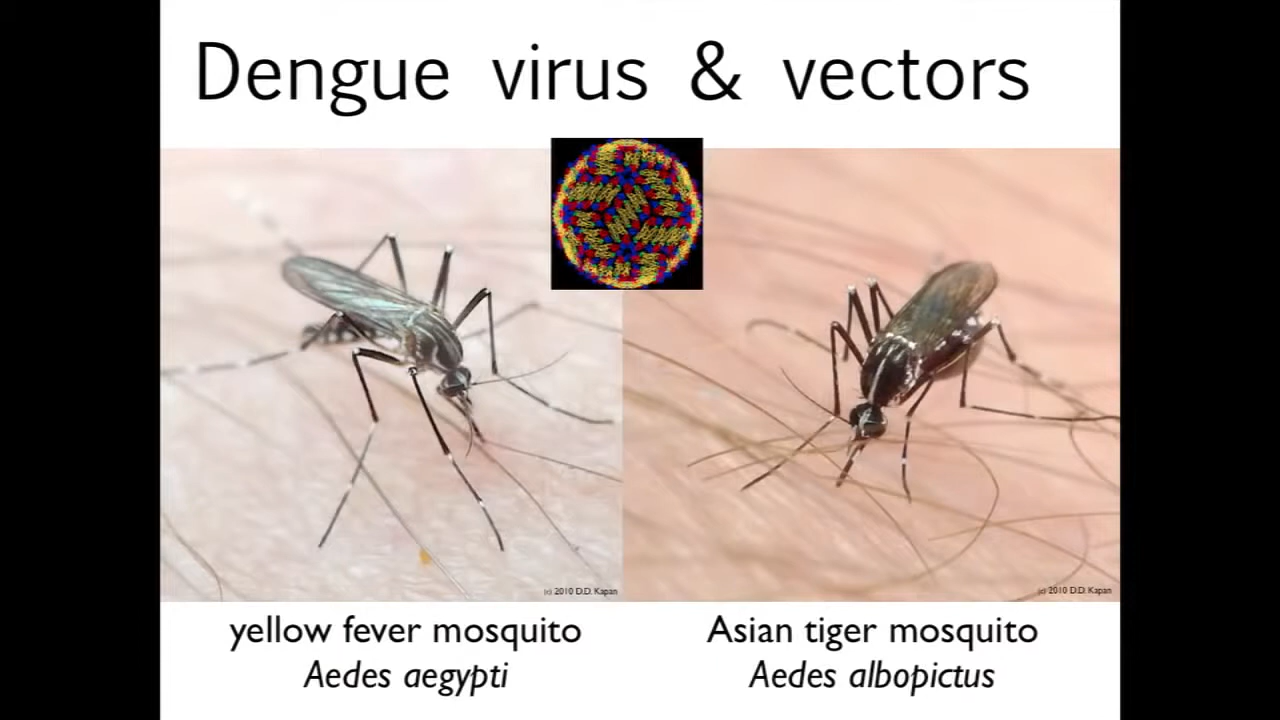 Dengue virus & vectors
(c) 2010 D.D. Kapan
(c) 2010 D.D. Kapan
yellow fever mosquito
Aedes aegypti
Asian tiger mosquito
Aedes albopictus